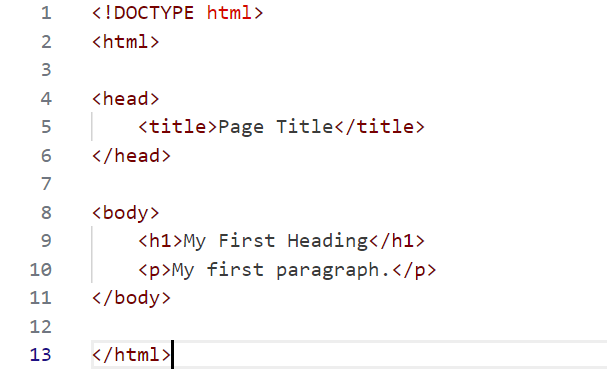 1 <!DOCTYPE html>
2 <html>
3
4 <head>
5     <title>Page Title</title>
6 </head>
7
8 <body>
9     <h1>My First Heading</h1>
10     <p>My first paragraph.</p>
11 </body>
12
13 </html>